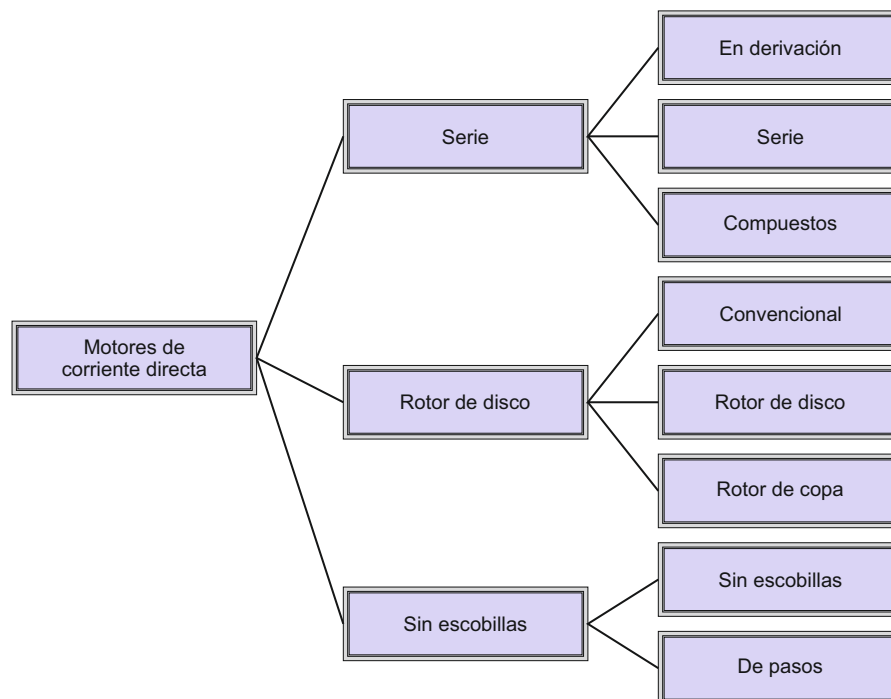 En derivación
Serie
Serie
Compuestos
Convencional
Motores de
corriente directa
Rotor de disco
Rotor de disco
Rotor de copa
Sin escobillas
Sin escobillas
De pasos